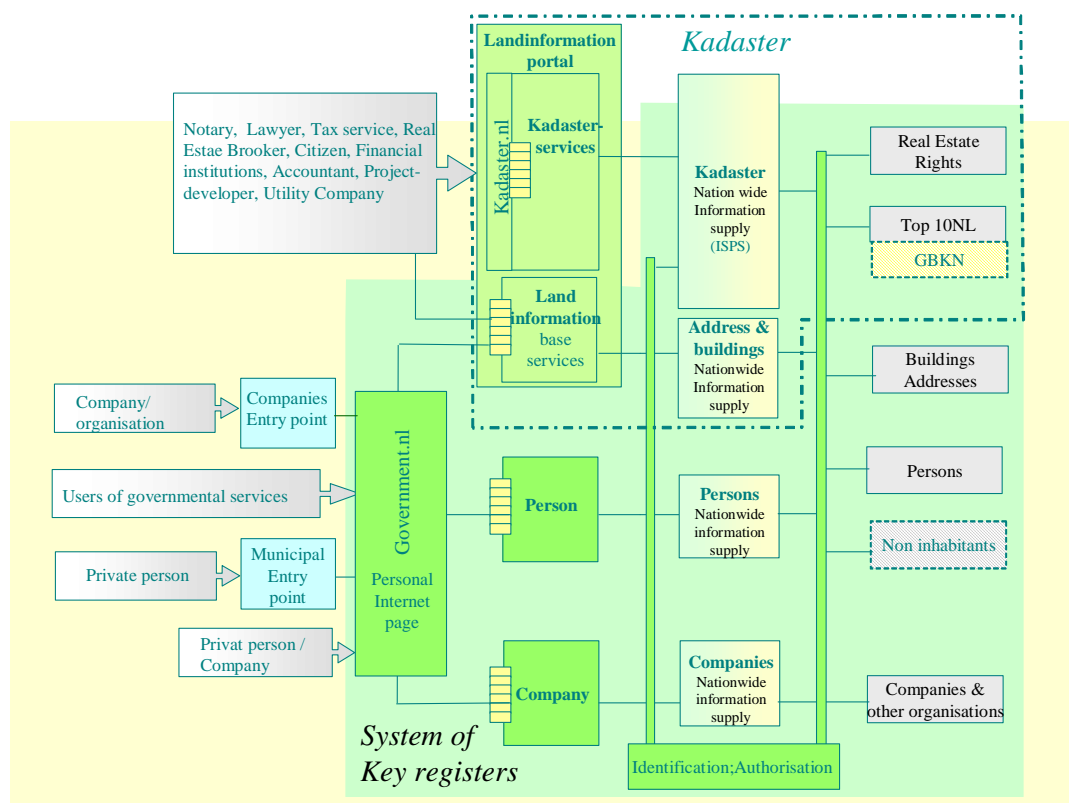 Landinformation
portal
Kadaster
Notary, Lawyer, Tax service, Real
Estae Brooker, Citizen, Financial
institutions, Accountant, Project-
developer, Utility Company
Kadaster.nl
Kadaster-
services
Kadaster
Nation wide
Information
supply
(ISPS)
Real Estate
Rights
Top 10NL
GBKN
Land
information
base
services
Address &
buildings
Nationwide
Information
supply
Buildings
Addresses
Company/
organisation
Companies
Entry point
Government.nl
Personal
Internet
page
Users of governmental services
Person
Persons
Nationwide
information
supply
Persons
Non inhabitants
Private person
Municipal
Entry
point
Privat person /
Company
Company
Companies
Nationwide
information
supply
Companies &
other organisations
System of
Key registers
Identification;Authorisation